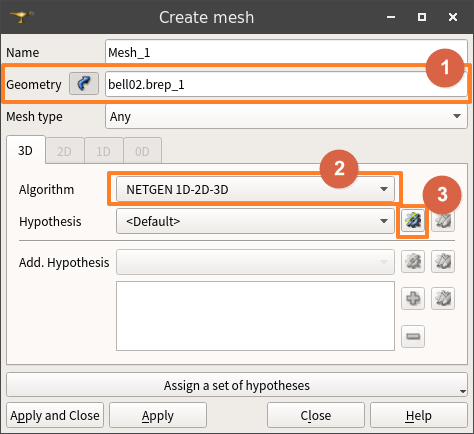 Create mesh
Name Mesh_1
1
Geometry bell02.brep_1
Mesh type Any
3D 2D 1D 0D
2
Algorithm NETGEN 1D-2D-3D
3
Hypothesis <Default>
Add. Hypothesis
Assign a set of hypotheses
Apply and Close Apply Close Help